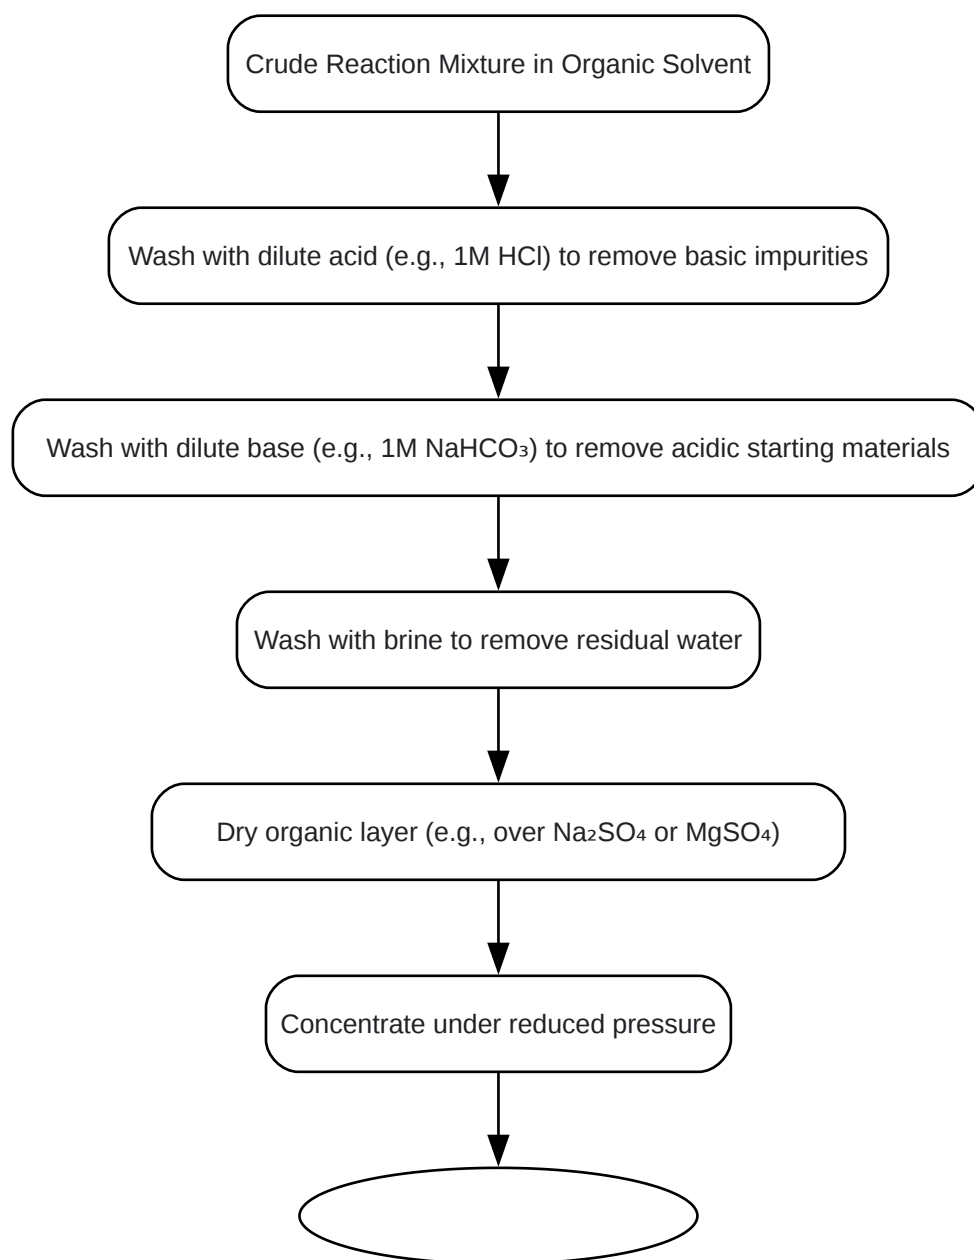 Crude Reaction Mixture in Organic Solvent
Wash with dilute acid (e.g., 1M HCl) to remove basic impurities
Wash with dilute base (e.g., 1M NaHCO₃) to remove acidic starting materials
Wash with brine to remove residual water
Dry organic layer (e.g., over Na₂SO₄ or MgSO₄)
Concentrate under reduced pressure